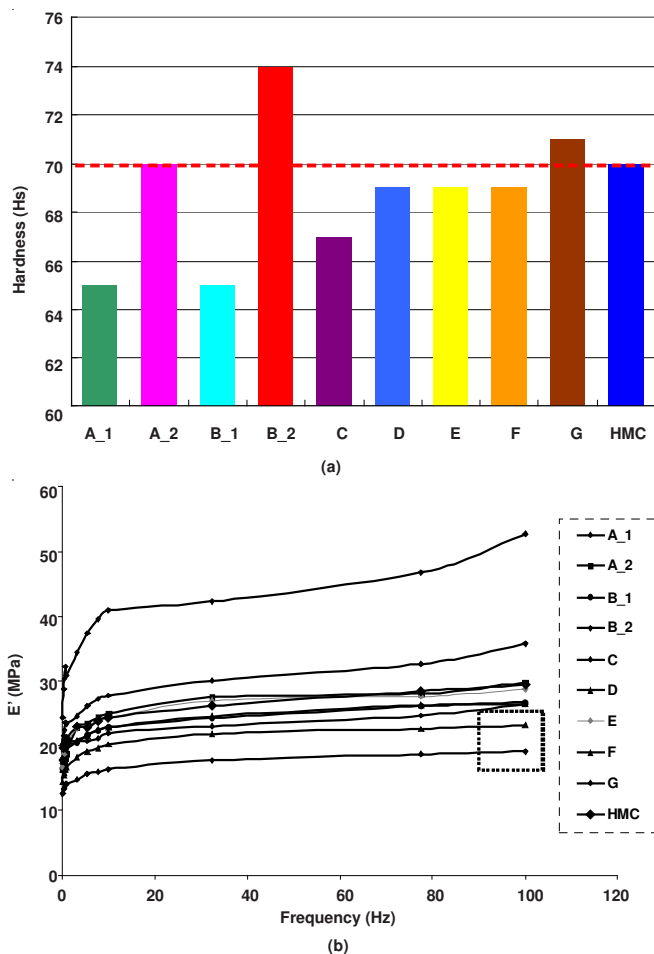 76
74
72
70
68
66
64
62
60
Hardness (Hs)
A_1 A_2 B_1 B_2 C D E F G HMC
(a)
60
50
40
30
20
10
0
E' (MPa)
0 20 40 60 80 100 120
Frequency (Hz)
A_1
A_2
B_1
B_2
C
D
E
F
G
HMC
(b)